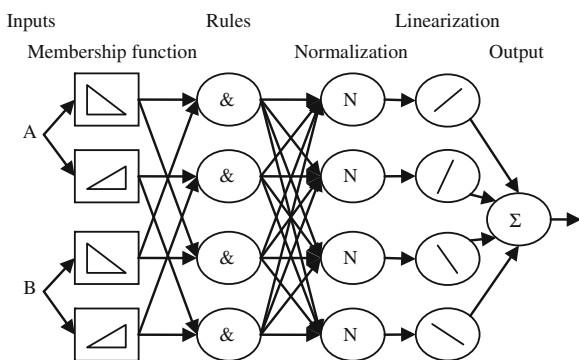 Inputs Rules Linearization
Membership function Normalization Output
A & N
& N
Σ
B & N
& N